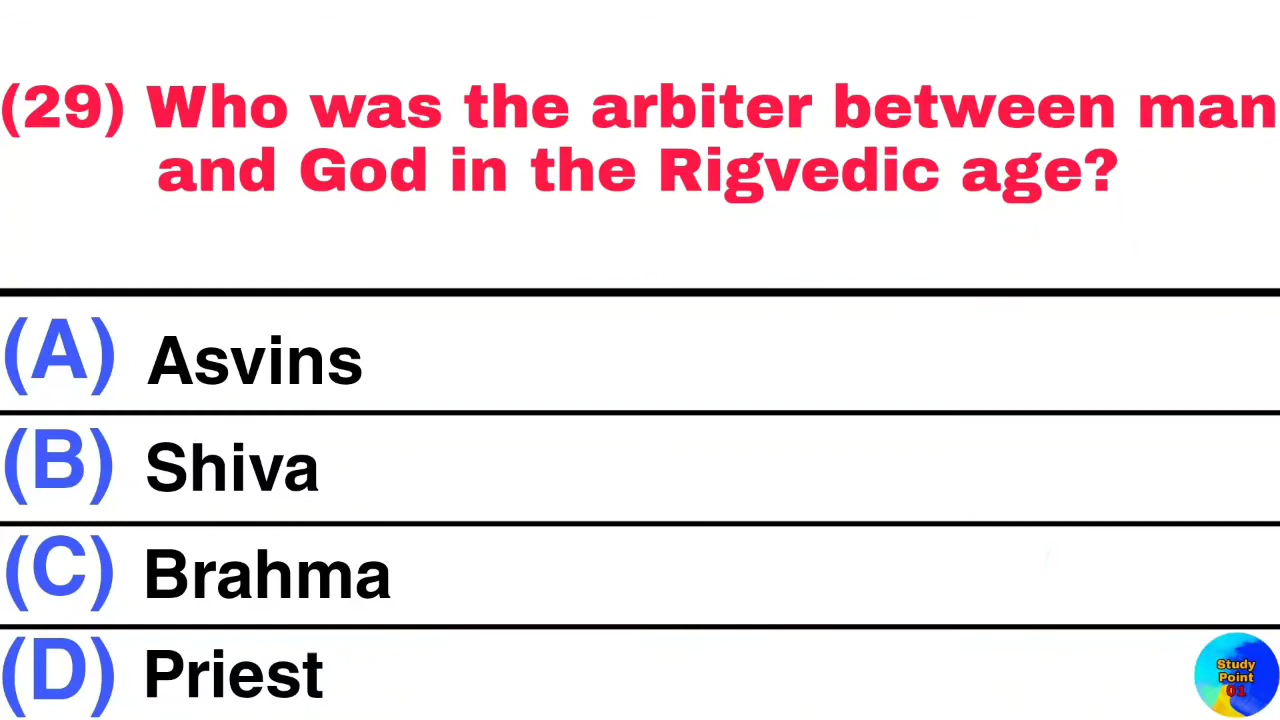 (29) Who was the arbiter between man
and God in the Rigvedic age?
(A) Asvins
(B) Shiva
(C) Brahma
(D) Priest
Study
Point
01